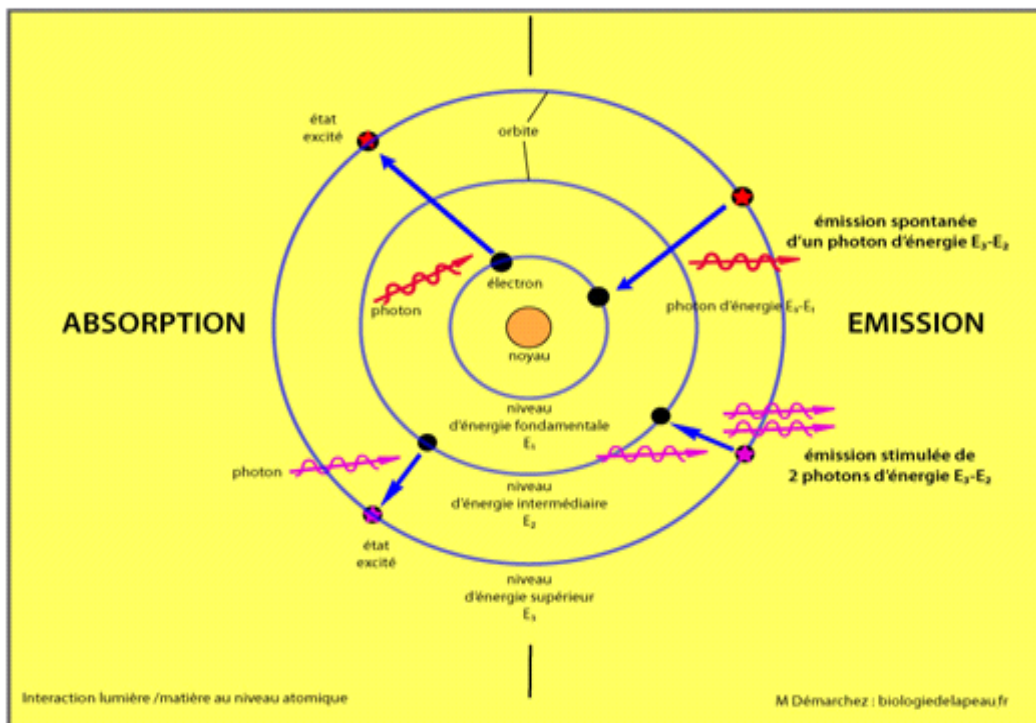 état
excité
orbite
émission spontanée
d'un photon d'énergie E₃-E₂
électron
photon
photon d'énergie E₃-E₁
ABSORPTION
EMISSION
noyau
niveau
d'énergie fondamentale
E₁
photon
émission stimulée de
2 photons d'énergie E₃-E₂
niveau
d'énergie intermédiaire
E₂
état
excité
niveau
d'énergie supérieur
E₃
Interaction lumière /matière au niveau atomique
M Démarchez : biologiedelapeau.fr